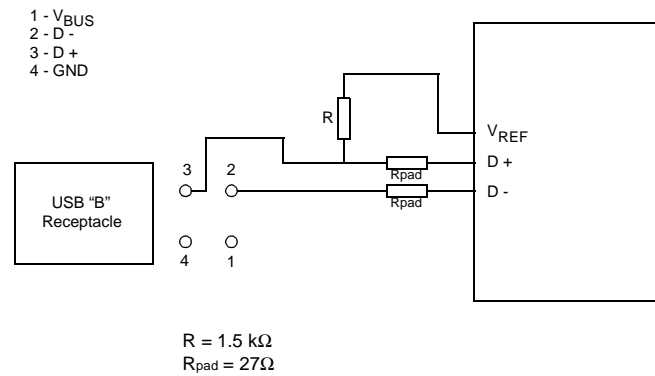 1 - VBUS
2 - D -
3 - D +
4 - GND
R
VREF
D +
Rpad
D -
Rpad
3 2
USB “B”
Receptacle
4 1
R = 1.5 kΩ
Rpad = 27Ω